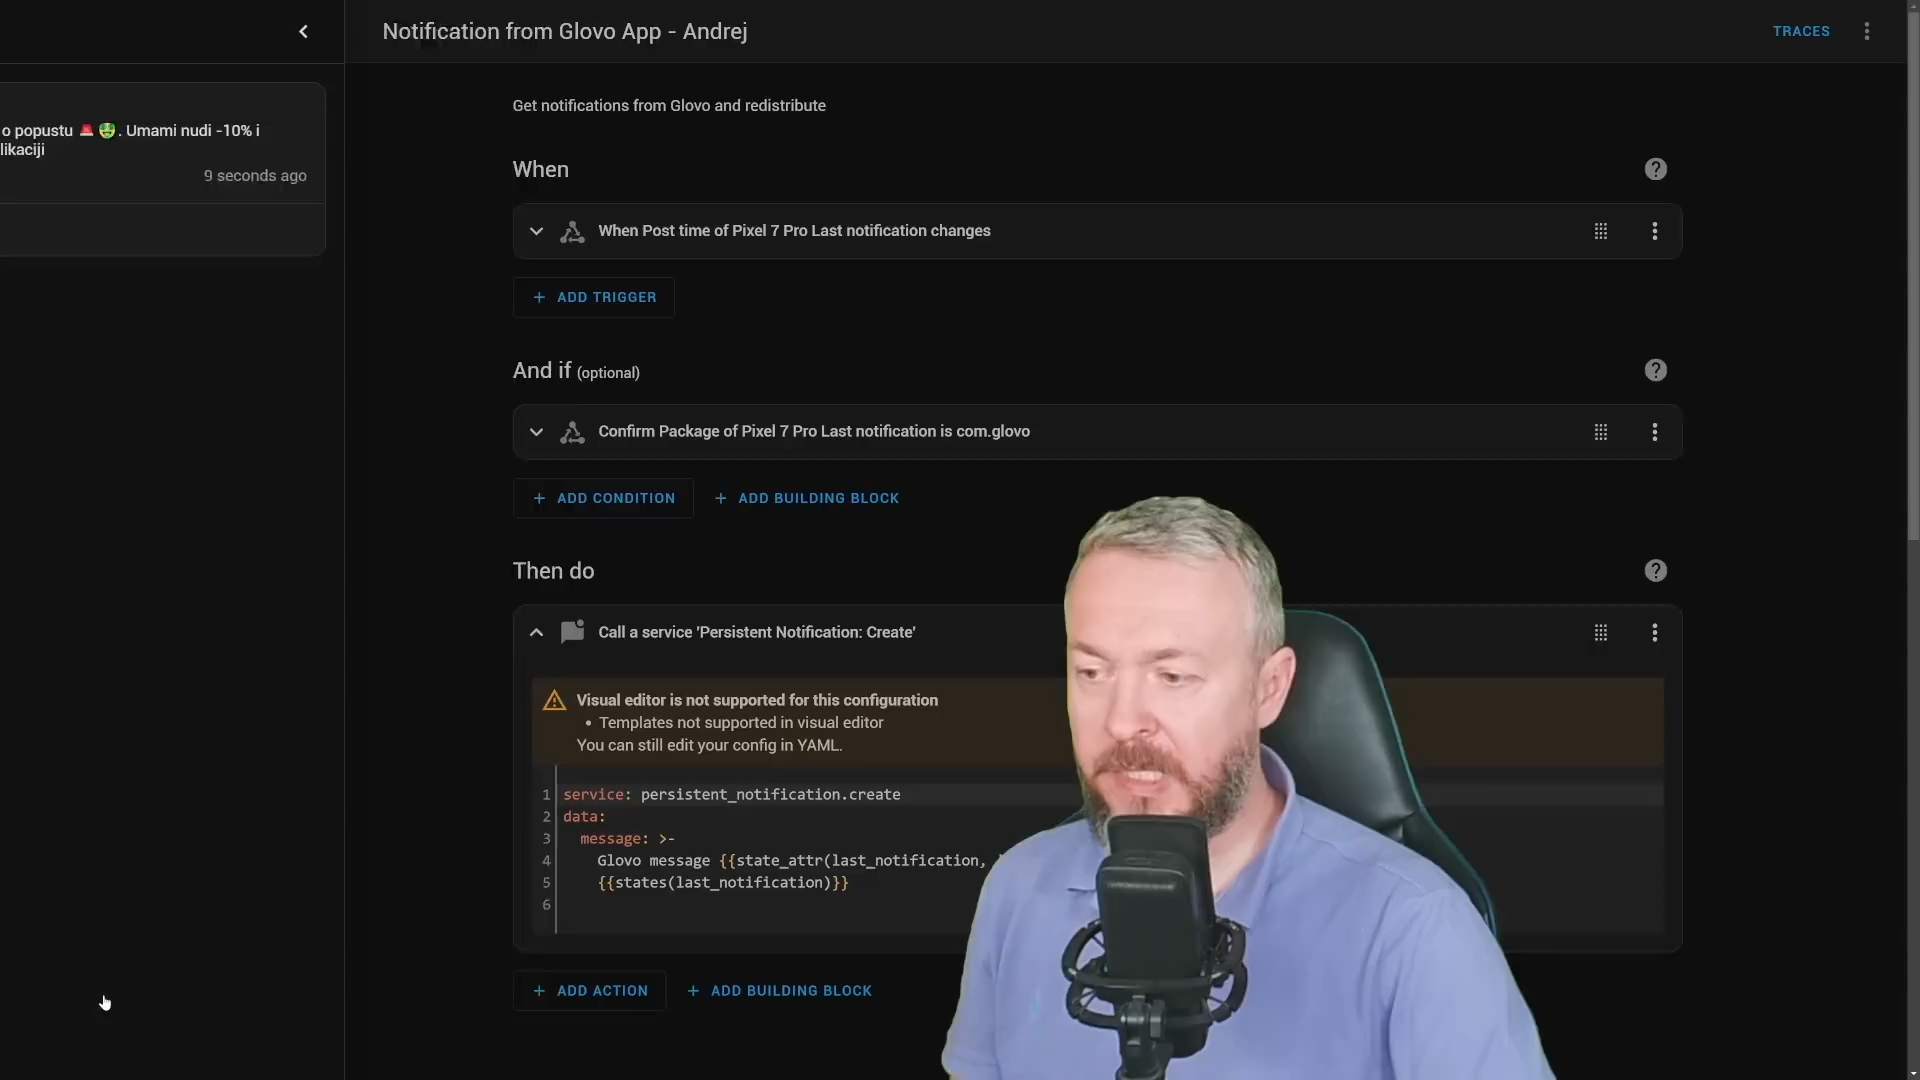 Notification from Glovo App - Andrej
TRACES
o popustu 🚨🤑. Umami nudi -10% i
likaciji
9 seconds ago
Get notifications from Glovo and redistribute
When
When Post time of Pixel 7 Pro Last notification changes
+ ADD TRIGGER
And if (optional)
Confirm Package of Pixel 7 Pro Last notification is com.glovo
+ ADD CONDITION + ADD BUILDING BLOCK
Then do
Call a service 'Persistent Notification: Create'
Visual editor is not supported for this configuration
• Templates not supported in visual editor
You can still edit your config in YAML.
1 service: persistent_notification.create
2 data:
3 message: >-
4 Glovo message {{state_attr(last_notification,
5 {{states(last_notification)}}
6
+ ADD ACTION + ADD BUILDING BLOCK